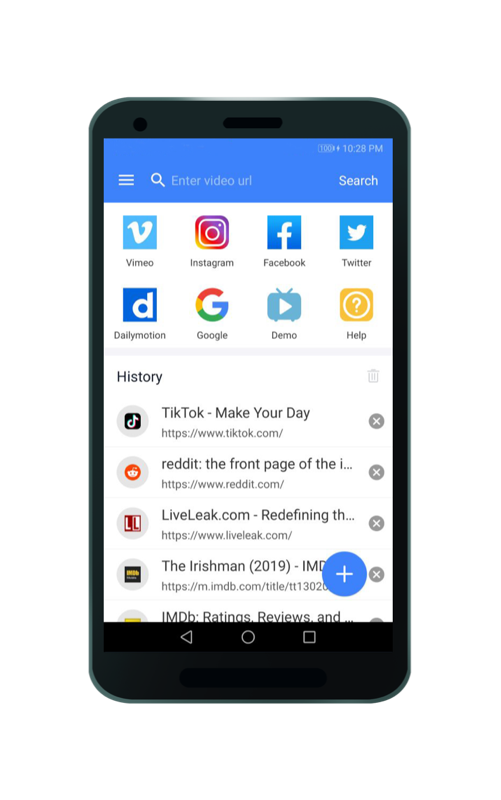 100 10:28 PM
Enter video url Search
Vimeo Instagram Facebook Twitter
Dailymotion Google Demo Help
History
TikTok - Make Your Day
https://www.tiktok.com/
reddit: the front page of the i...
https://www.reddit.com/
LiveLeak.com - Redefining th...
https://www.liveleak.com/
The Irishman (2019) - IMD
https://m.imdb.com/title/tt13020
IMDb: Ratings, Reviews, and ...